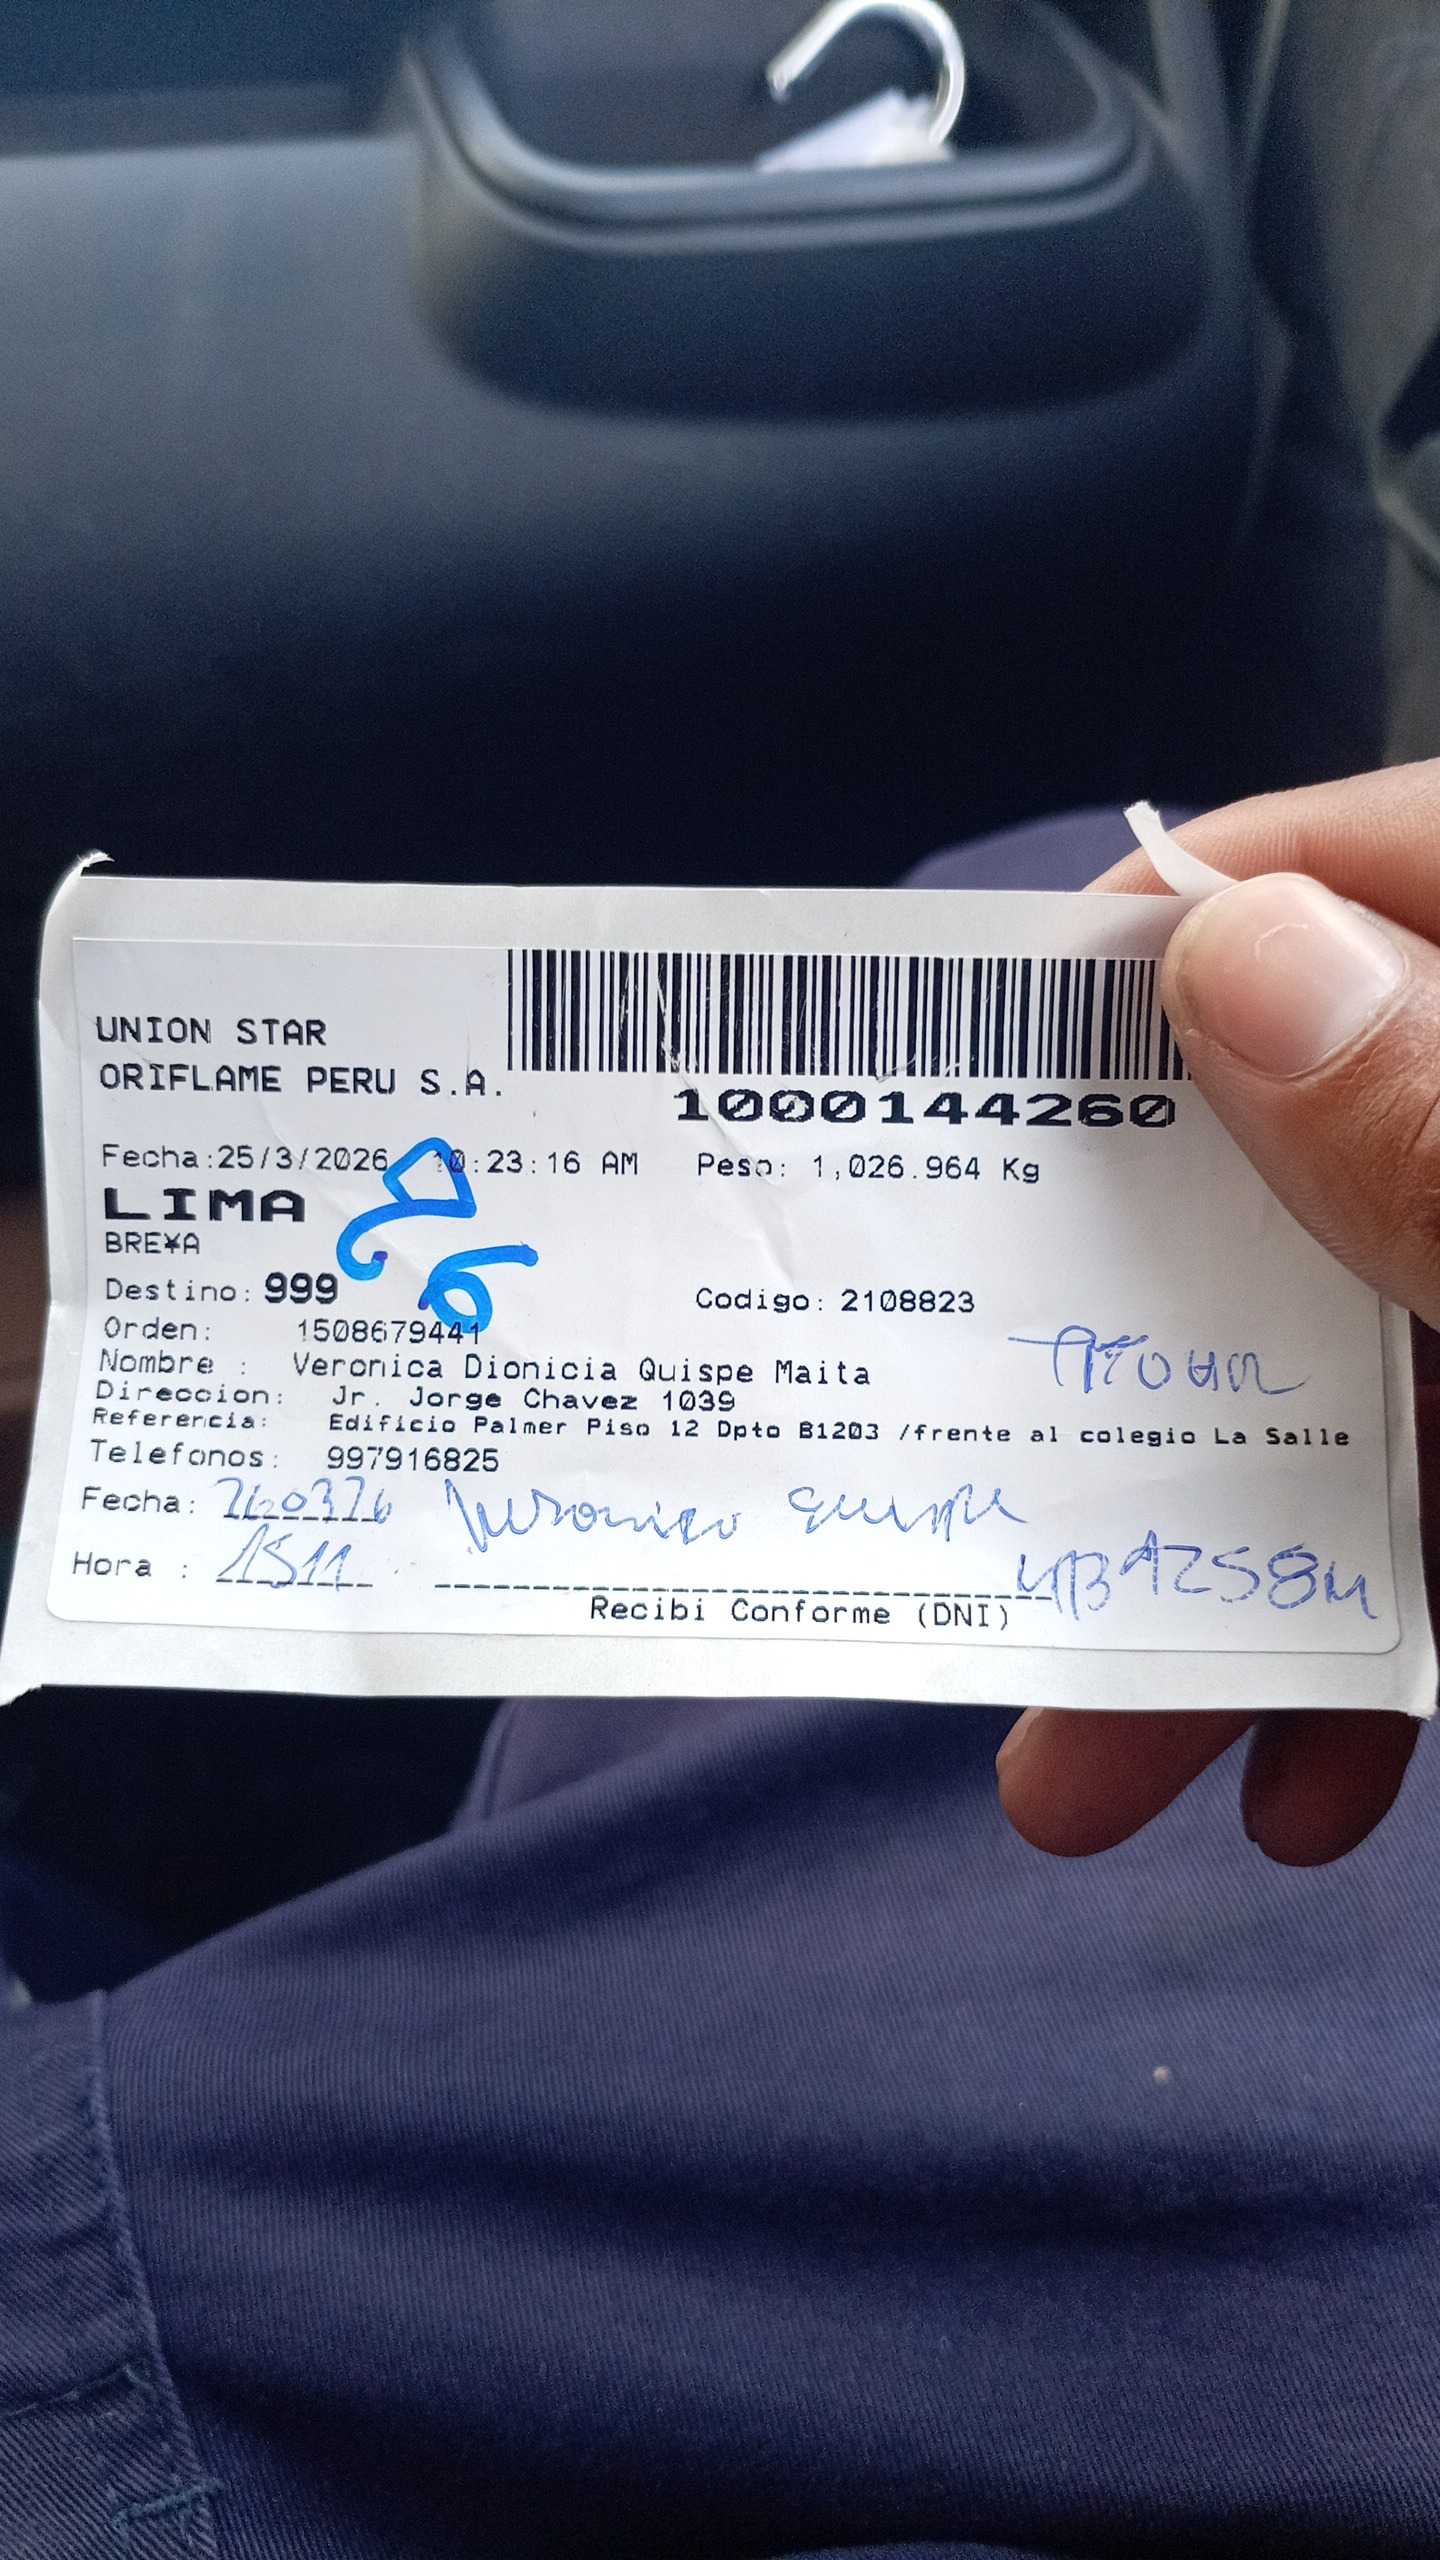 UNION STAR
ORIFLAME PERU S.A.
1000144260
Fecha:25/3/2026 10:23:16 AM Peso: 1,026.964 Kg
LIMA
BRE¥A
26
Destino: 999 Codigo: 2108823
Orden: 1508679441
Nombre : Veronica Dionicia Quispe Maita
Direccion: Jr. Jorge Chavez 1039
Referencia: Edificio Palmer Piso 12 Dpto B1203 /frente al colegio La Salle
Telefonos: 997916825
Fecha: 260326 Veronica Quispe
Hora : 1511
Recibi Conforme (DNI)